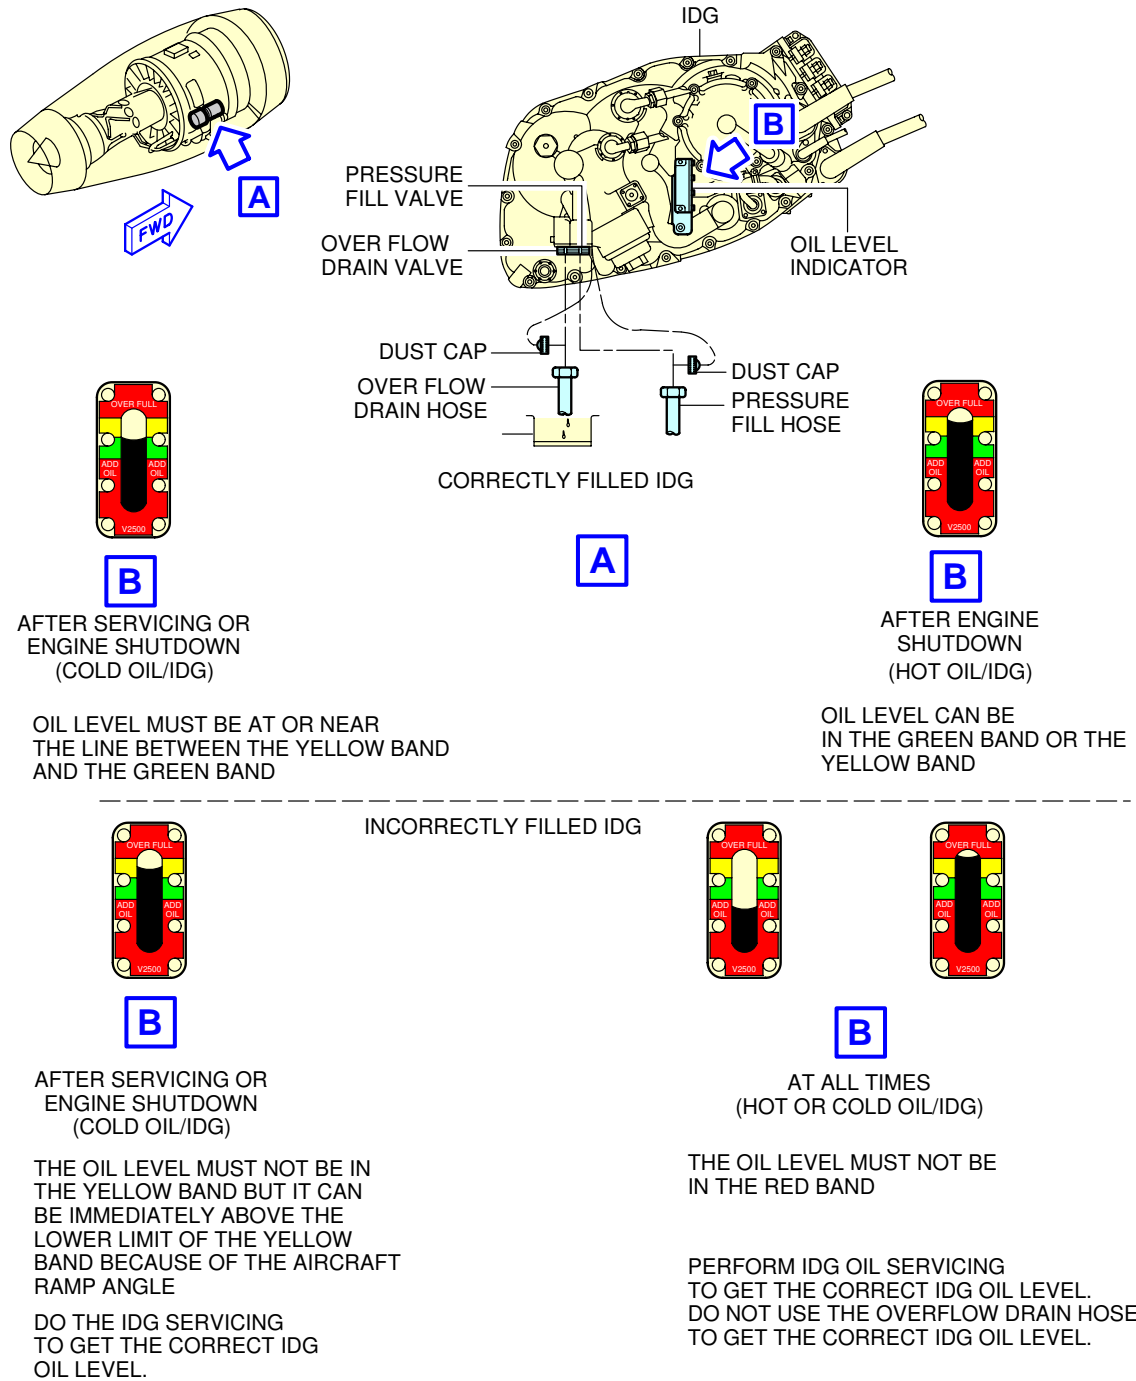 IDG
B
A
FWD
PRESSURE
FILL VALVE
OVER FLOW
DRAIN VALVE
OIL LEVEL
INDICATOR
DUST CAP
OVER FLOW
DRAIN HOSE
DUST CAP
PRESSURE
FILL HOSE
CORRECTLY FILLED IDG
A
OVER FULL
ADD
OIL
ADD
OIL
V2500
B
AFTER SERVICING OR
ENGINE SHUTDOWN
(COLD OIL/IDG)
OIL LEVEL MUST BE AT OR NEAR
THE LINE BETWEEN THE YELLOW BAND
AND THE GREEN BAND
OVER FULL
ADD
OIL
ADD
OIL
V2500
B
AFTER ENGINE
SHUTDOWN
(HOT OIL/IDG)
OIL LEVEL CAN BE
IN THE GREEN BAND OR THE
YELLOW BAND
INCORRECTLY FILLED IDG
OVER FULL
ADD
OIL
ADD
OIL
V2500
B
AFTER SERVICING OR
ENGINE SHUTDOWN
(COLD OIL/IDG)
THE OIL LEVEL MUST NOT BE IN
THE YELLOW BAND BUT IT CAN
BE IMMEDIATELY ABOVE THE
LOWER LIMIT OF THE YELLOW
BAND BECAUSE OF THE AIRCRAFT
RAMP ANGLE
DO THE IDG SERVICING
TO GET THE CORRECT IDG
OIL LEVEL.
OVER FULL
ADD
OIL
ADD
OIL
V2500
OVER FULL
ADD
OIL
ADD
OIL
V2500
B
AT ALL TIMES
(HOT OR COLD OIL/IDG)
THE OIL LEVEL MUST NOT BE
IN THE RED BAND
PERFORM IDG OIL SERVICING
TO GET THE CORRECT IDG OIL LEVEL.
DO NOT USE THE OVERFLOW DRAIN HOSE
TO GET THE CORRECT IDG OIL LEVEL.